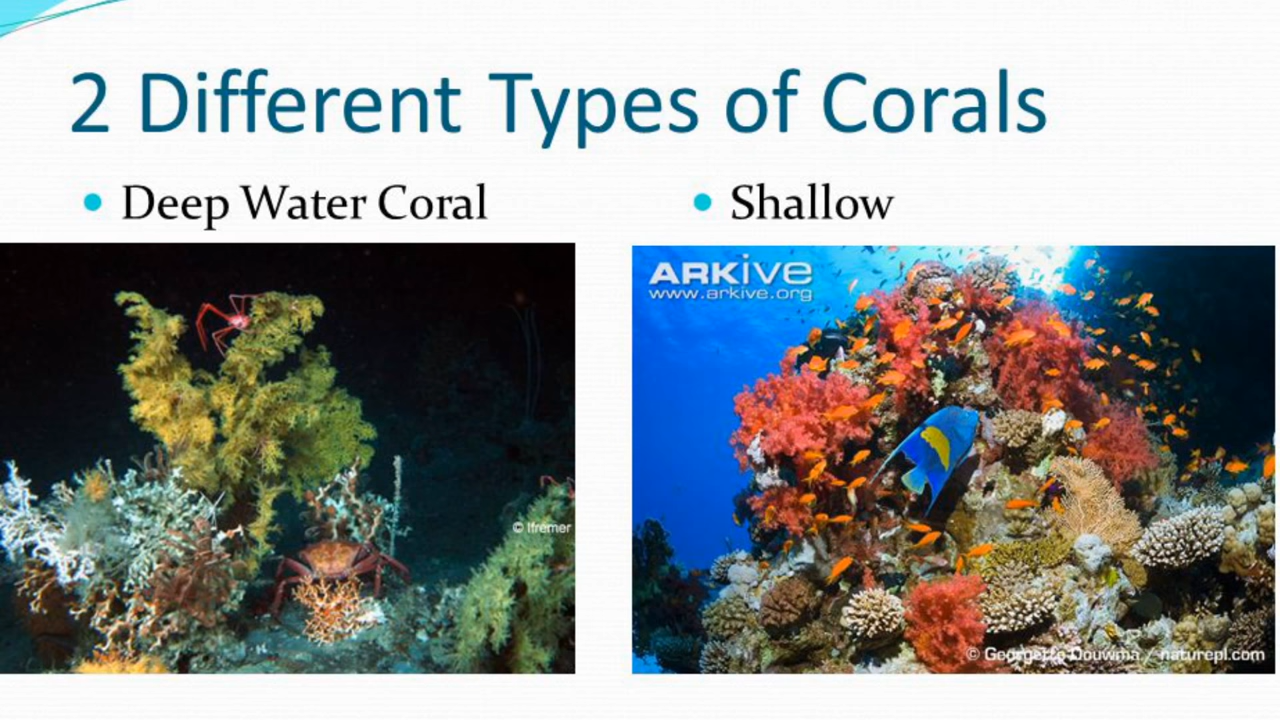 2 Different Types of Corals
Deep Water Coral
Shallow
© Ifremer
ARKive
www.arkive.org
© Georgette Douwma / naturepl.com